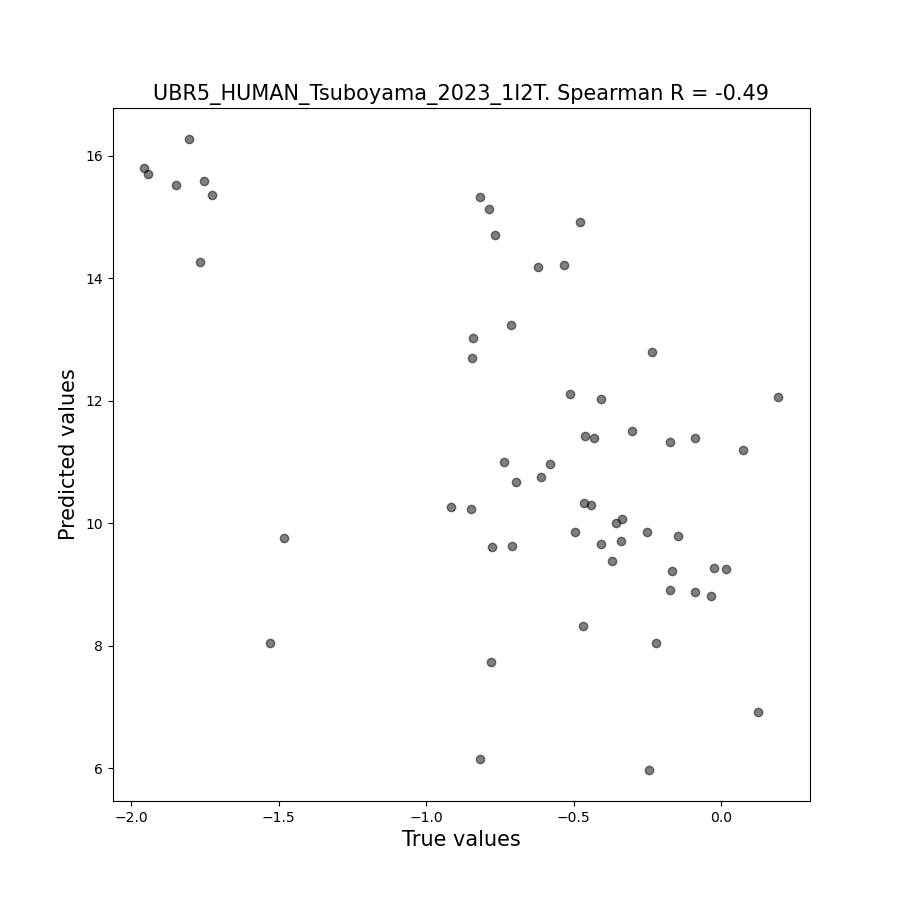 UBR5_HUMAN_Tsuboyama_2023_1I2T. Spearman R = -0.49
16
14
12
10
8
6
Predicted values
−2.0 −1.5 −1.0 −0.5 0.0
True values